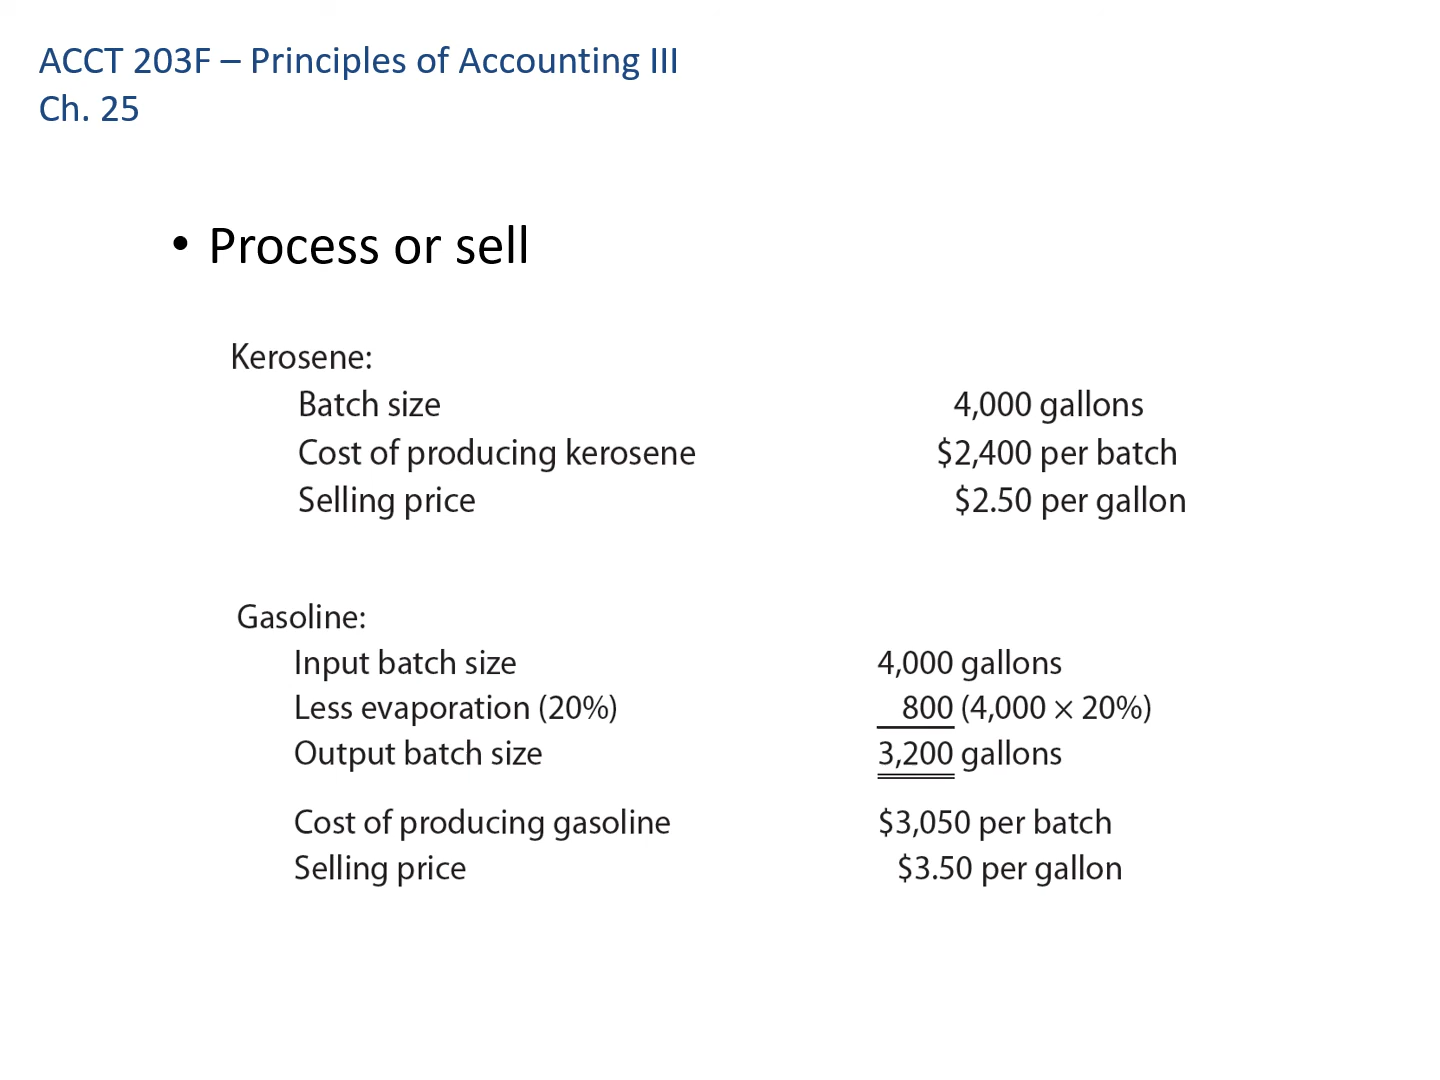 ACCT 203F – Principles of Accounting III
Ch. 25
• Process or sell
Kerosene:
Batch size 4,000 gallons
Cost of producing kerosene $2,400 per batch
Selling price $2.50 per gallon
Gasoline:
Input batch size 4,000 gallons
Less evaporation (20%) 800 (4,000 × 20%)
Output batch size 3,200 gallons
Cost of producing gasoline $3,050 per batch
Selling price $3.50 per gallon